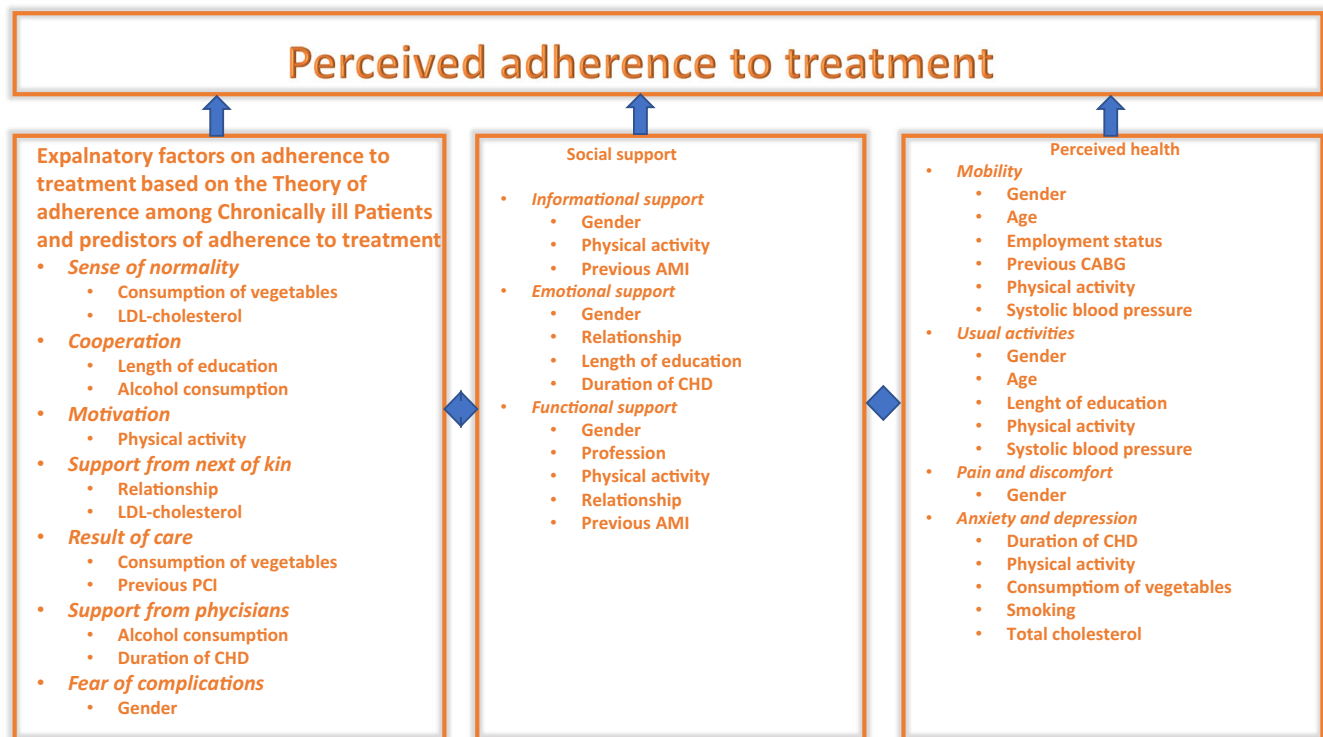 Perceived adherence to treatment
Expalnatory factors on adherence to
treatment based on the Theory of
adherence among Chronically ill Patients
and predistors of adherence to treatment
• Sense of normality
• Consumption of vegetables
• LDL-cholesterol
• Cooperation
• Length of education
• Alcohol consumption
• Motivation
• Physical activity
• Support from next of kin
• Relationship
• LDL-cholesterol
• Result of care
• Consumption of vegetables
• Previous PCI
• Support from phycisians
• Alcohol consumption
• Duration of CHD
• Fear of complications
• Gender
Social support
• Informational support
• Gender
• Physical activity
• Previous AMI
• Emotional support
• Gender
• Relationship
• Length of education
• Duration of CHD
• Functional support
• Gender
• Profession
• Physical activity
• Relationship
• Previous AMI
Perceived health
• Mobility
• Gender
• Age
• Employment status
• Previous CABG
• Physical activity
• Systolic blood pressure
• Usual activities
• Gender
• Age
• Lenght of education
• Physical activity
• Systolic blood pressure
• Pain and discomfort
• Gender
• Anxiety and depression
• Duration of CHD
• Physical activity
• Consumptiom of vegetables
• Smoking
• Total cholesterol